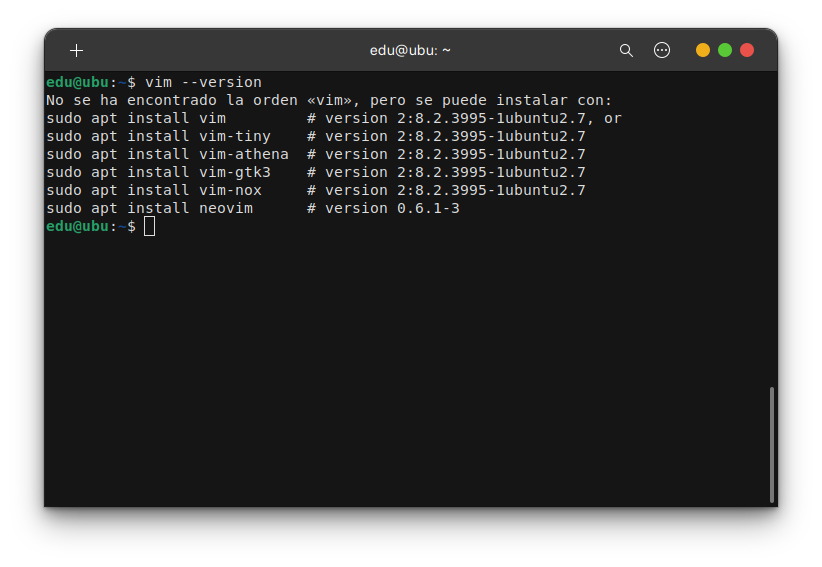 edu@ubu: ~
edu@ubu:~$ vim --version
No se ha encontrado la orden «vim», pero se puede instalar con:
sudo apt install vim         # version 2:8.2.3995-1ubuntu2.7, or
sudo apt install vim-tiny    # version 2:8.2.3995-1ubuntu2.7
sudo apt install vim-athena  # version 2:8.2.3995-1ubuntu2.7
sudo apt install vim-gtk3    # version 2:8.2.3995-1ubuntu2.7
sudo apt install vim-nox     # version 2:8.2.3995-1ubuntu2.7
sudo apt install neovim      # version 0.6.1-3
edu@ubu:~$